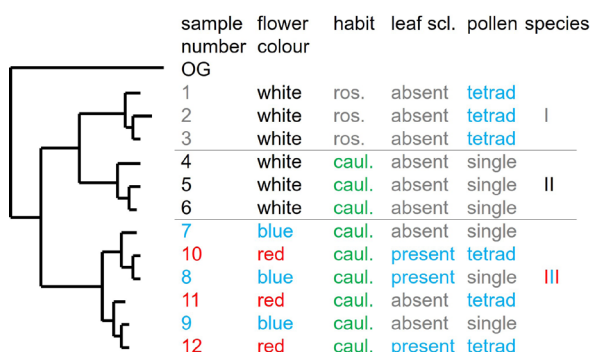 sample flower habit leaf scl. pollen species
number colour
OG
1 white ros. absent tetrad
2 white ros. absent tetrad I
3 white ros. absent tetrad
4 white caul. absent single
5 white caul. absent single II
6 white caul. absent single
7 blue caul. absent single
10 red caul. present tetrad
8 blue caul. present single III
11 red caul. absent tetrad
9 blue caul. absent single
12 red caul. present tetrad